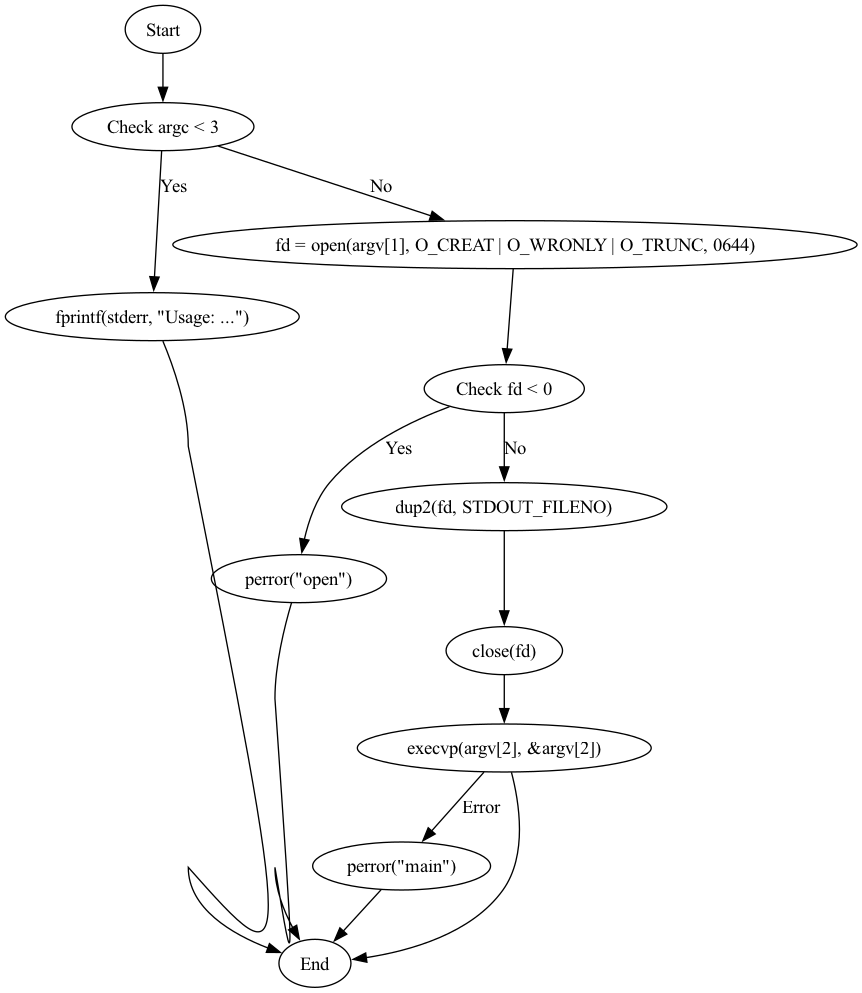 Start
Check argc < 3
Yes
No
fd = open(argv[1], O_CREAT | O_WRONLY | O_TRUNC, 0644)
fprintf(stderr, "Usage: ...")
Check fd < 0
Yes
No
dup2(fd, STDOUT_FILENO)
perror("open")
close(fd)
execvp(argv[2], &argv[2])
Error
perror("main")
End